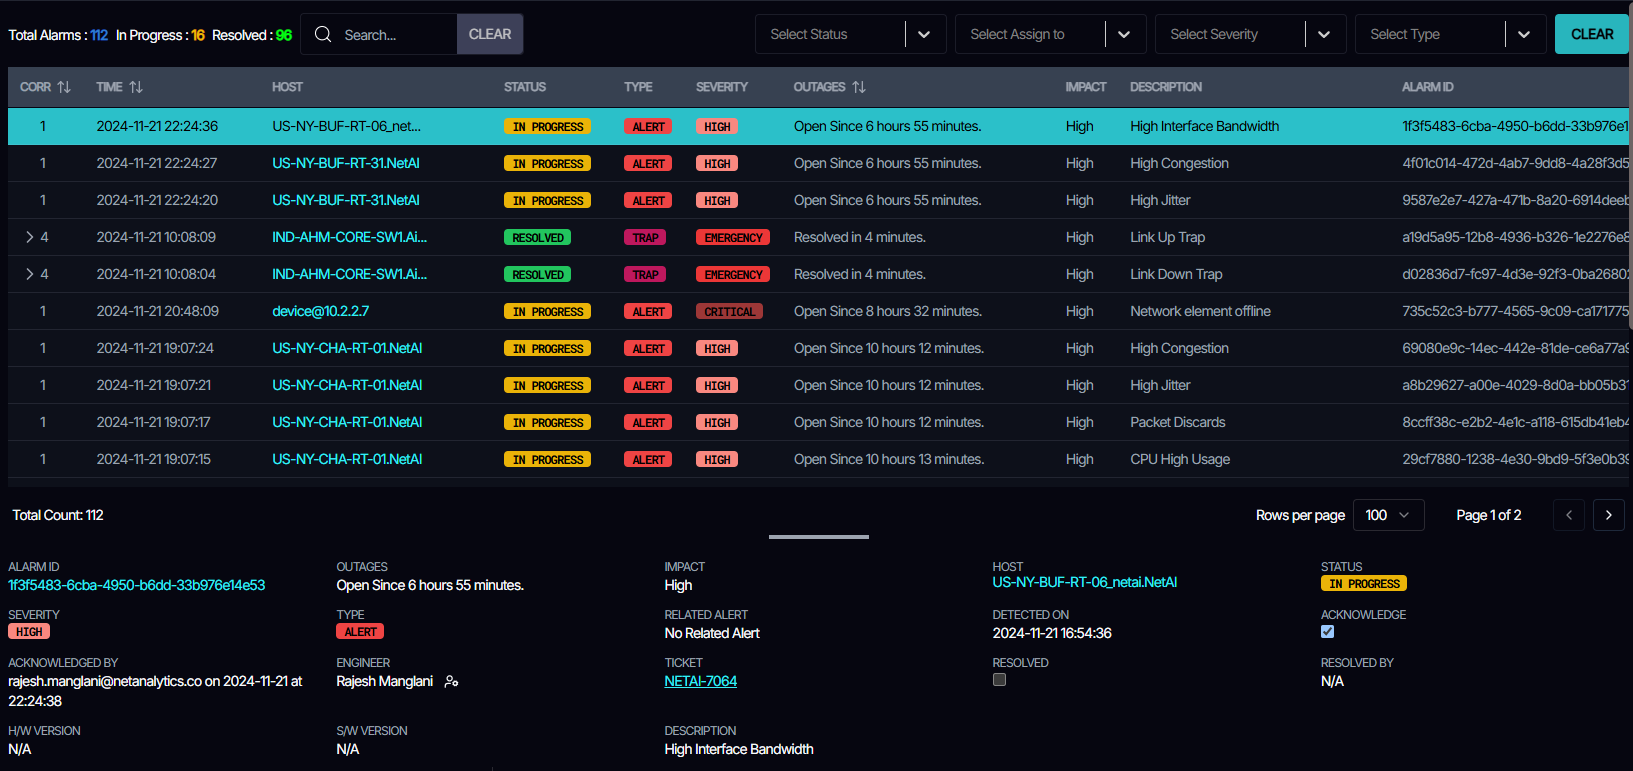 Total Alarms : 112 In Progress : 16 Resolved : 96 Search... CLEAR Select Status Select Assign to Select Severity Select Type CLEAR
CORR TIME HOST STATUS TYPE SEVERITY OUTAGES IMPACT DESCRIPTION ALARM ID
1 2024-11-21 22:24:36 US-NY-BUF-RT-06_net... IN PROGRESS ALERT HIGH Open Since 6 hours 55 minutes. High High Interface Bandwidth 1f3f5483-6cba-4950-b6dd-33b976e1
1 2024-11-21 22:24:27 US-NY-BUF-RT-31.NetAI IN PROGRESS ALERT HIGH Open Since 6 hours 55 minutes. High High Congestion 4f01c014-472d-4ab7-9dd8-4a28f3d5
1 2024-11-21 22:24:20 US-NY-BUF-RT-31.NetAI IN PROGRESS ALERT HIGH Open Since 6 hours 55 minutes. High High Jitter 9587e2e7-427a-471b-8a20-6914deeb
4 2024-11-21 10:08:09 IND-AHM-CORE-SW1.Ai... RESOLVED TRAP EMERGENCY Resolved in 4 minutes. High Link Up Trap a19d5a95-12b8-4936-b326-1e2276e8
4 2024-11-21 10:08:04 IND-AHM-CORE-SW1.Ai... RESOLVED TRAP EMERGENCY Resolved in 4 minutes. High Link Down Trap d02836d7-fc97-4d3e-92f3-0ba26802
1 2024-11-21 20:48:09 device@10.2.2.7 IN PROGRESS ALERT CRITICAL Open Since 8 hours 32 minutes. High Network element offline 735c52c3-b777-4565-9c09-ca171775
1 2024-11-21 19:07:24 US-NY-CHA-RT-01.NetAI IN PROGRESS ALERT HIGH Open Since 10 hours 12 minutes. High High Congestion 69080e9c-14ec-442e-81de-ce6a77a9
1 2024-11-21 19:07:21 US-NY-CHA-RT-01.NetAI IN PROGRESS ALERT HIGH Open Since 10 hours 12 minutes. High High Jitter a8b29627-a00e-4029-8d0a-bb05b31
1 2024-11-21 19:07:17 US-NY-CHA-RT-01.NetAI IN PROGRESS ALERT HIGH Open Since 10 hours 12 minutes. High Packet Discards 8ccff38c-e2b2-4e1c-a118-615db41eb4
1 2024-11-21 19:07:15 US-NY-CHA-RT-01.NetAI IN PROGRESS ALERT HIGH Open Since 10 hours 13 minutes. High CPU High Usage 29cf7880-1238-4e30-9bd9-5f3e0b39
Total Count: 112 Rows per page 100 Page 1 of 2
ALARM ID OUTAGES IMPACT HOST STATUS
1f3f5483-6cba-4950-b6dd-33b976e14e53 Open Since 6 hours 55 minutes. High US-NY-BUF-RT-06_netai.NetAI IN PROGRESS
SEVERITY TYPE RELATED ALERT DETECTED ON ACKNOWLEDGE
HIGH ALERT No Related Alert 2024-11-21 16:54:36
ACKNOWLEDGED BY ENGINEER TICKET RESOLVED RESOLVED BY
rajesh.manglani@netanalytics.co on 2024-11-21 at Rajesh Manglani NETAI-7064 N/A
22:24:38
H/W VERSION S/W VERSION DESCRIPTION
N/A N/A High Interface Bandwidth